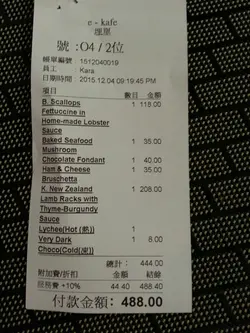 e - kafe
號 :O4 / 2位
帳單編號 : 1512040019
員工 : Kara
日期時間 : 2015.12.04 09:19:45 PM
項目 數目 金額
B. Scallops 1 118.00
Fettuccine in
Home-made Lobster
Sauce
Baked Seafood 1 35.00
Mushroom
Chocolate Fondant 1 40.00
Ham & Cheese 1 35.00
Bruschetta
K. New Zealand 1 208.00
Lamb Racks with
Thyme-Burgundy
Sauce
Lychee(Hot (熱)) 1
Very Dark 1 8.00
Choco(Cold(凍))
總計 : 444.00
附加費/折扣 金額 結餘
服務費 +10% 44.40 488.40
付款金額: 488.00